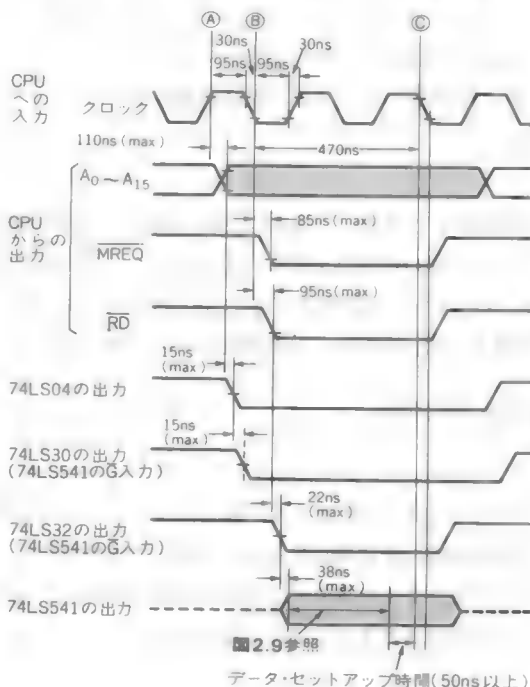 Ⓐ Ⓑ Ⓒ
30ns 30ns
95ns 95ns
CPU
への
入力
クロック
110ns(max)
470ns
A₀〜A₁₅
CPU
からの
出力
85ns(max)
MREQ
95ns(max)
RD
15ns
(max)
74LS04の出力
15ns
(max)
74LS30の出力
(74LS541のG入力)
22ns
(max)
74LS32の出力
(74LS541のG入力)
38ns
(max)
74LS541の出力
図2.9参照
データ・セットアップ時間(50ns以上)